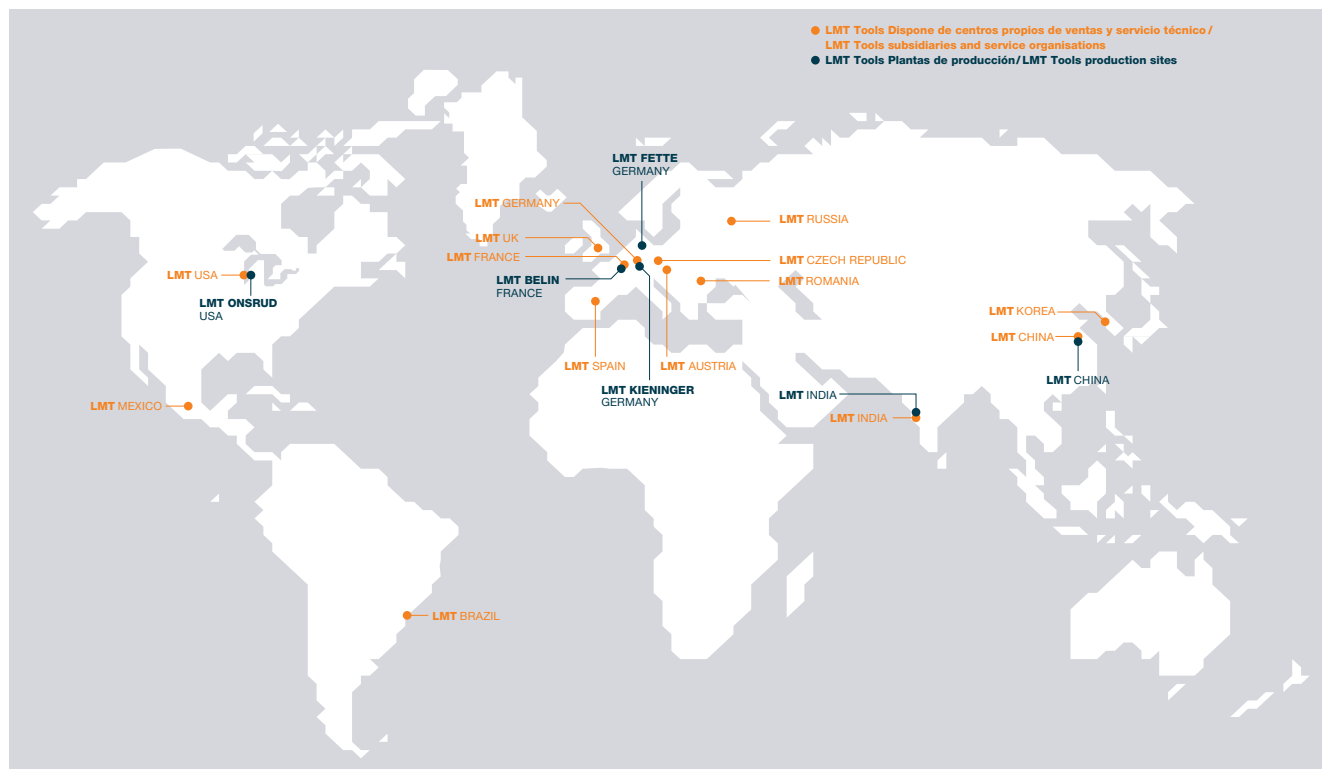 LMT Tools Dispone de centros propios de ventas y servicio técnico/
LMT Tools subsidiaries and service organisations
LMT Tools Plantas de producción/LMT Tools production sites
LMT FETTE
GERMANY
LMT GERMANY
LMT RUSSIA
LMT UK
LMT FRANCE
LMT CZECH REPUBLIC
LMT USA
LMT BELIN
FRANCE
LMT ROMANIA
LMT ONSRUD
USA
LMT KOREA
LMT CHINA
LMT SPAIN
LMT AUSTRIA
LMT CHINA
LMT KIENINGER
GERMANY
LMT INDIA
LMT MEXICO
LMT INDIA
LMT BRAZIL